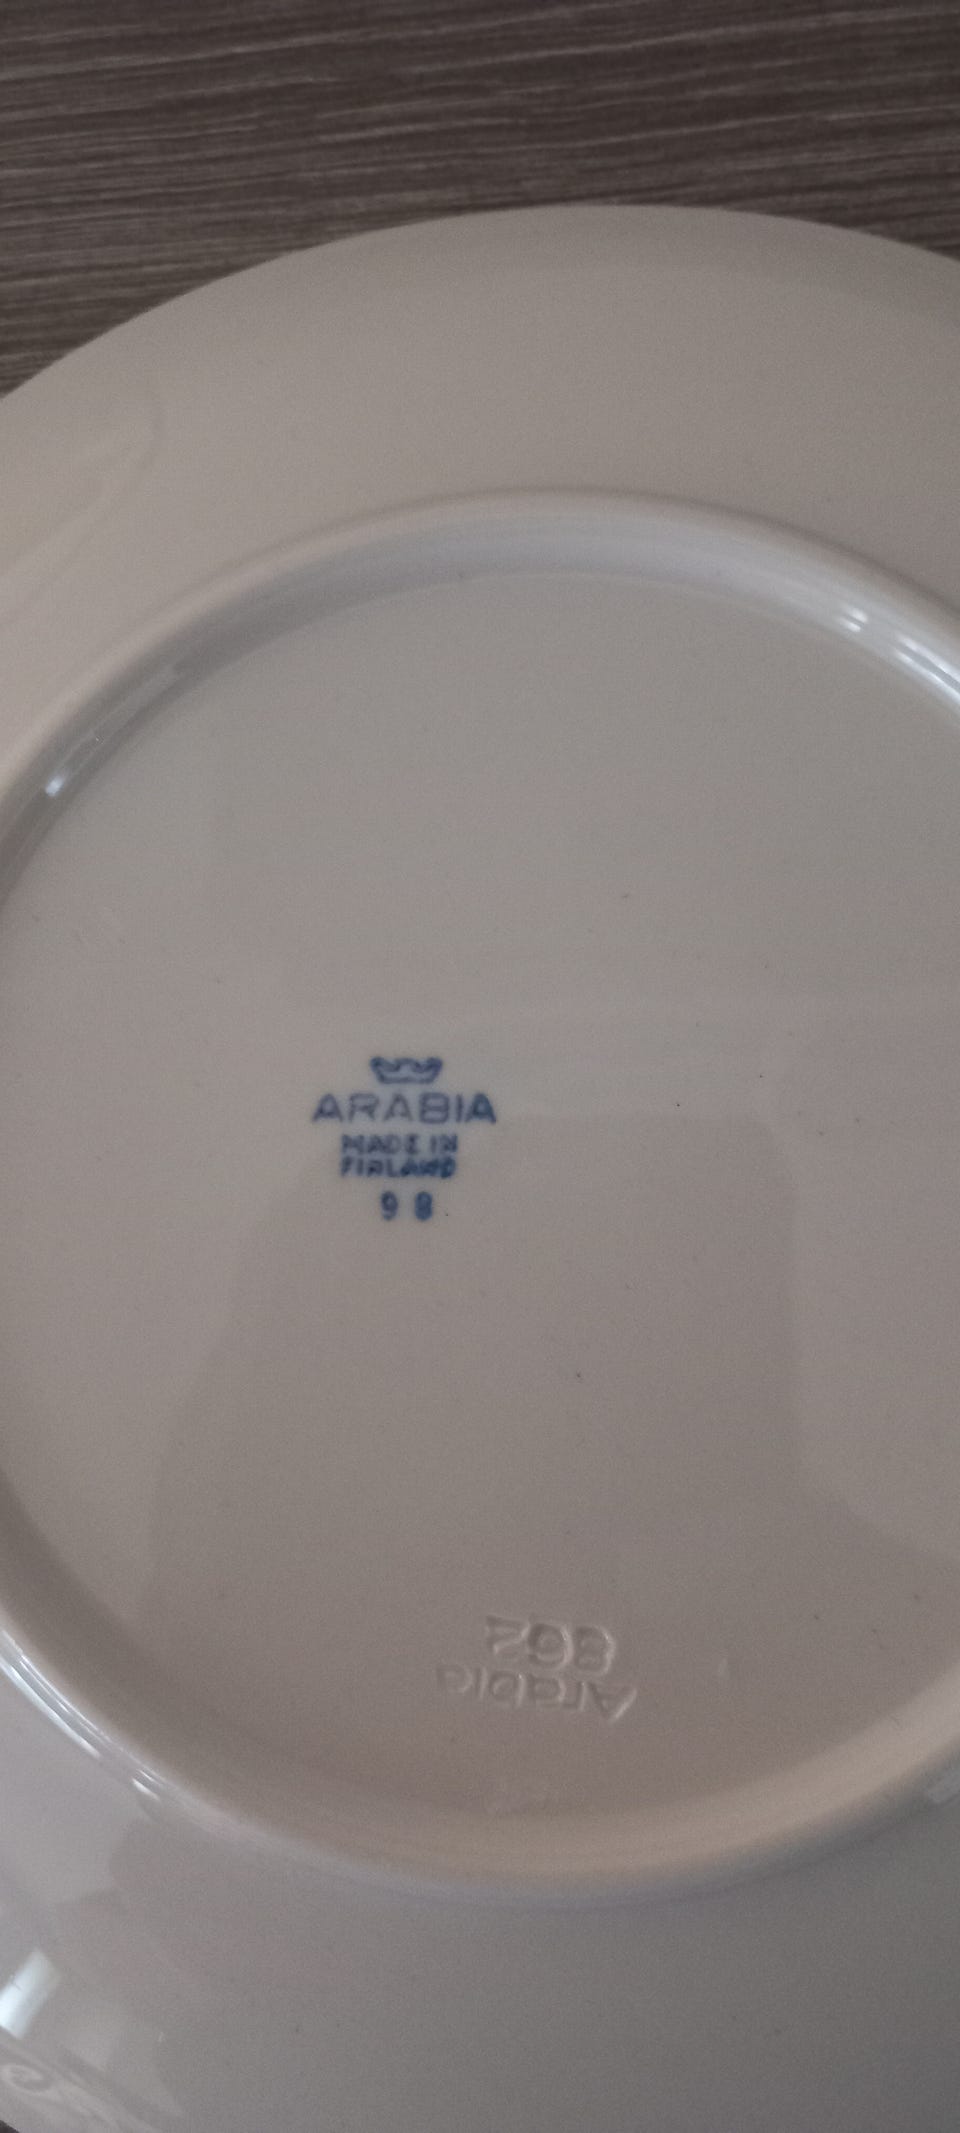 ARABIA
MADE IN
FINLAND
9 8
Arabia
862